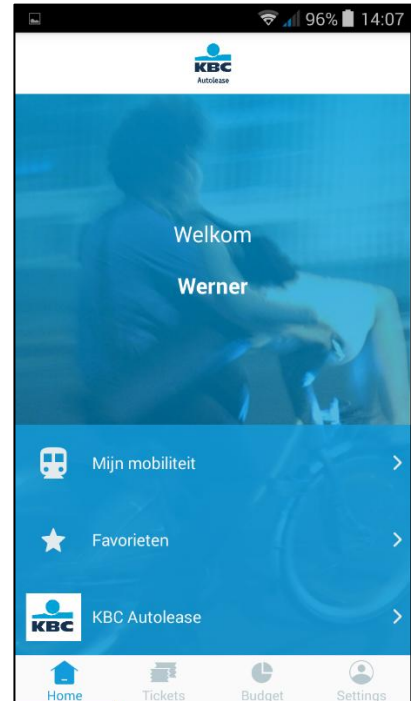 96% 14:07
KBC
Autolease
Welkom
Werner
Mijn mobiliteit
Favorieten
KBC
KBC Autolease
Home Tickets Budget Settings